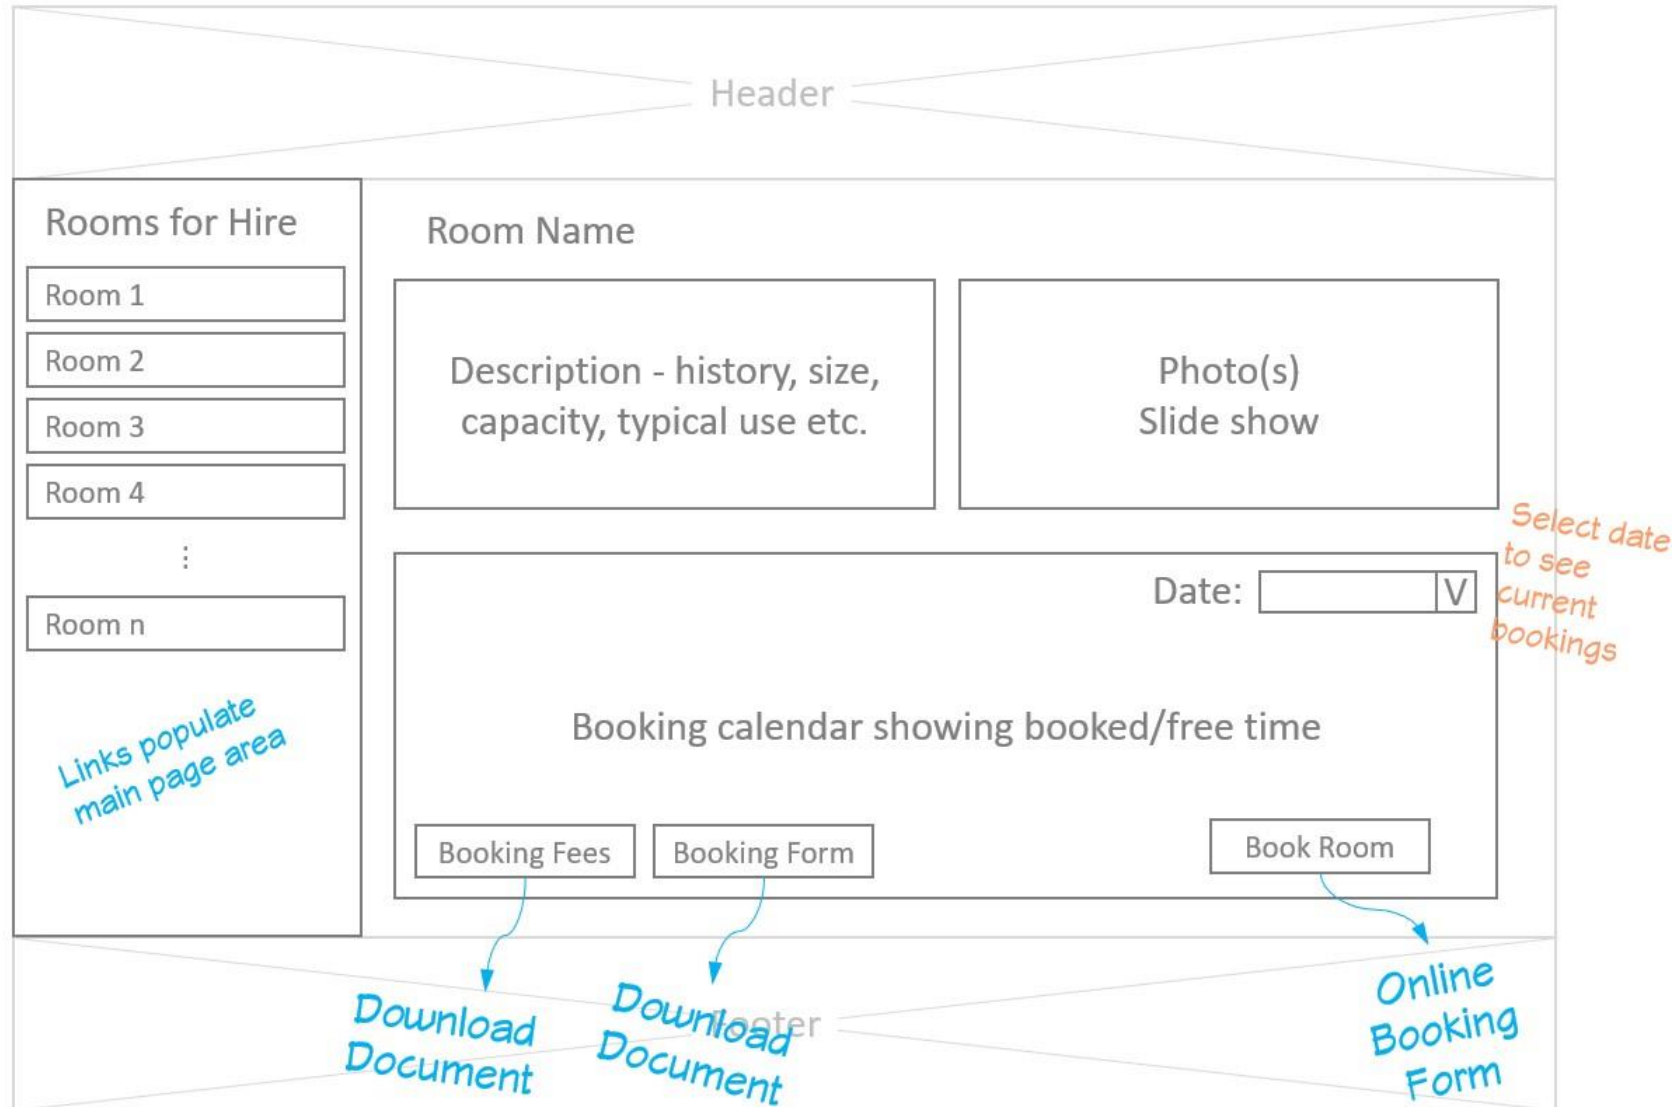 Header
Rooms for Hire
Room 1
Room 2
Room 3
Room 4
⋮
Room n
Links populate
main page area
Room Name
Description - history, size,
capacity, typical use etc.
Photo(s)
Slide show
Select date
to see
current
bookings
Date:
V
Booking calendar showing booked/free time
Booking Fees
Booking Form
Book Room
Download
Document
Download
Document
Online
Booking
Form
Footer